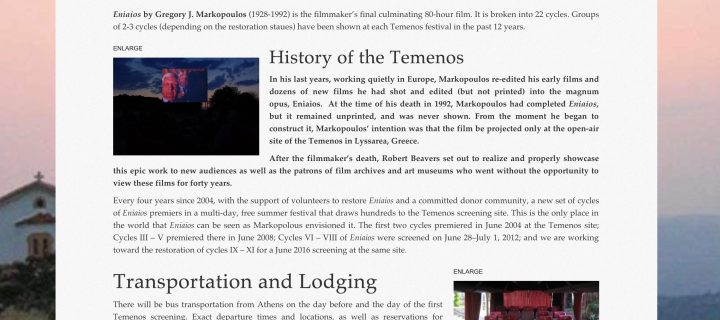 Eniaios by Gregory J. Markopoulos (1928-1992) is the filmmaker's final culminating 80-hour film. It is broken into 22 cycles. Groups
of 2-3 cycles (depending on the restoration staues) have been shown at each Temenos festival in the past 12 years.
ENLARGE
History of the Temenos
In his last years, working quietly in Europe, Markopoulos re-edited his early films and
dozens of new films he had shot and edited (but not printed) into the magnum
opus, Eniaios. At the time of his death in 1992, Markopoulos had completed Eniaios,
but it remained unprinted, and was never shown. From the moment he began to
construct it, Markopoulos' intention was that the film be projected only at the open-air
site of the Temenos in Lyssarea, Greece.
After the filmmaker's death, Robert Beavers set out to realize and properly showcase
this epic work to new audiences as well as the patrons of film archives and art museums who went without the opportunity to
view these films for forty years.
Every four years since 2004, with the support of volunteers to restore Eniaios and a committed donor community, a new set of cycles
of Eniaios premiers in a multi-day, free summer festival that draws hundreds to the Temenos screening site. This is the only place in
the world that Eniaios can be seen as Markopolous envisioned it. The first two cycles premiered in June 2004 at the Temenos site;
Cycles III – V premiered there in June 2008; Cycles VI – VIII of Eniaios were screened on June 28–July 1, 2012; and we are working
toward the restoration of cycles IX – XI for a June 2016 screening at the same site.
Transportation and Lodging
ENLARGE
There will be bus transportation from Athens on the day before and the day of the first
Temenos screening. Exact departure times and locations, as well as reservations for